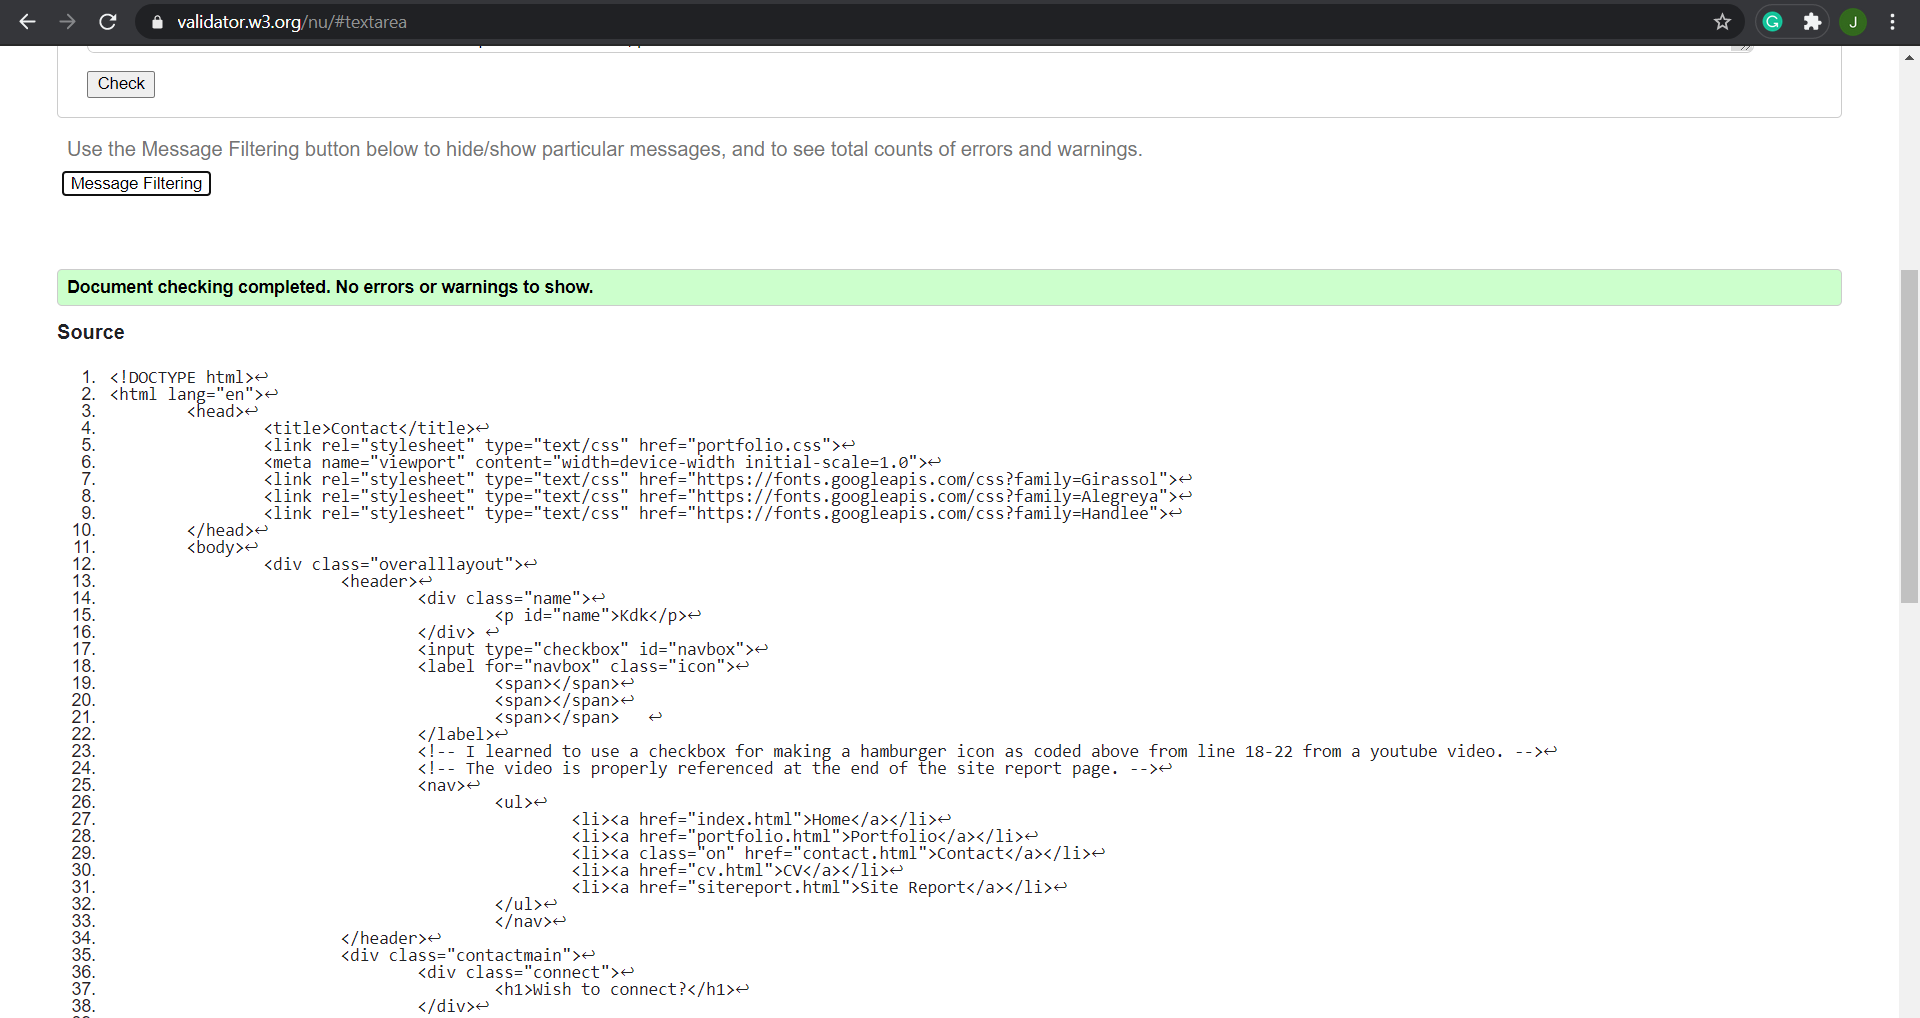 validator.w3.org/nu/#textarea
G
J
Check
Use the Message Filtering button below to hide/show particular messages, and to see total counts of errors and warnings.
Message Filtering
Document checking completed. No errors or warnings to show.
Source
1. <!DOCTYPE html>↩
2. <html lang="en">↩
3. <head>↩
4. <title>Contact</title>↩
5. <link rel="stylesheet" type="text/css" href="portfolio.css">↩
6. <meta name="viewport" content="width=device-width initial-scale=1.0">↩
7. <link rel="stylesheet" type="text/css" href="https://fonts.googleapis.com/css?family=Girassol">↩
8. <link rel="stylesheet" type="text/css" href="https://fonts.googleapis.com/css?family=Alegreya">↩
9. <link rel="stylesheet" type="text/css" href="https://fonts.googleapis.com/css?family=Handlee">↩
10. </head>↩
11. <body>↩
12. <div class="overalllayout">↩
13. <header>↩
14. <div class="name">↩
15. <p id="name">Kdk</p>↩
16. </div> ↩
17. <input type="checkbox" id="navbox">↩
18. <label for="navbox" class="icon">↩
19. <span></span>↩
20. <span></span>↩
21. <span></span> ↩
22. </label>↩
23. <!-- I learned to use a checkbox for making a hamburger icon as coded above from line 18-22 from a youtube video. -->↩
24. <!-- The video is properly referenced at the end of the site report page. -->↩
25. <nav>↩
26. <ul>↩
27. <li><a href="index.html">Home</a></li>↩
28. <li><a href="portfolio.html">Portfolio</a></li>↩
29. <li><a class="on" href="contact.html">Contact</a></li>↩
30. <li><a href="cv.html">CV</a></li>↩
31. <li><a href="sitereport.html">Site Report</a></li>↩
32. </ul>↩
33. </nav>↩
34. </header>↩
35. <div class="contactmain">↩
36. <div class="connect">↩
37. <h1>Wish to connect?</h1>↩
38. </div>↩